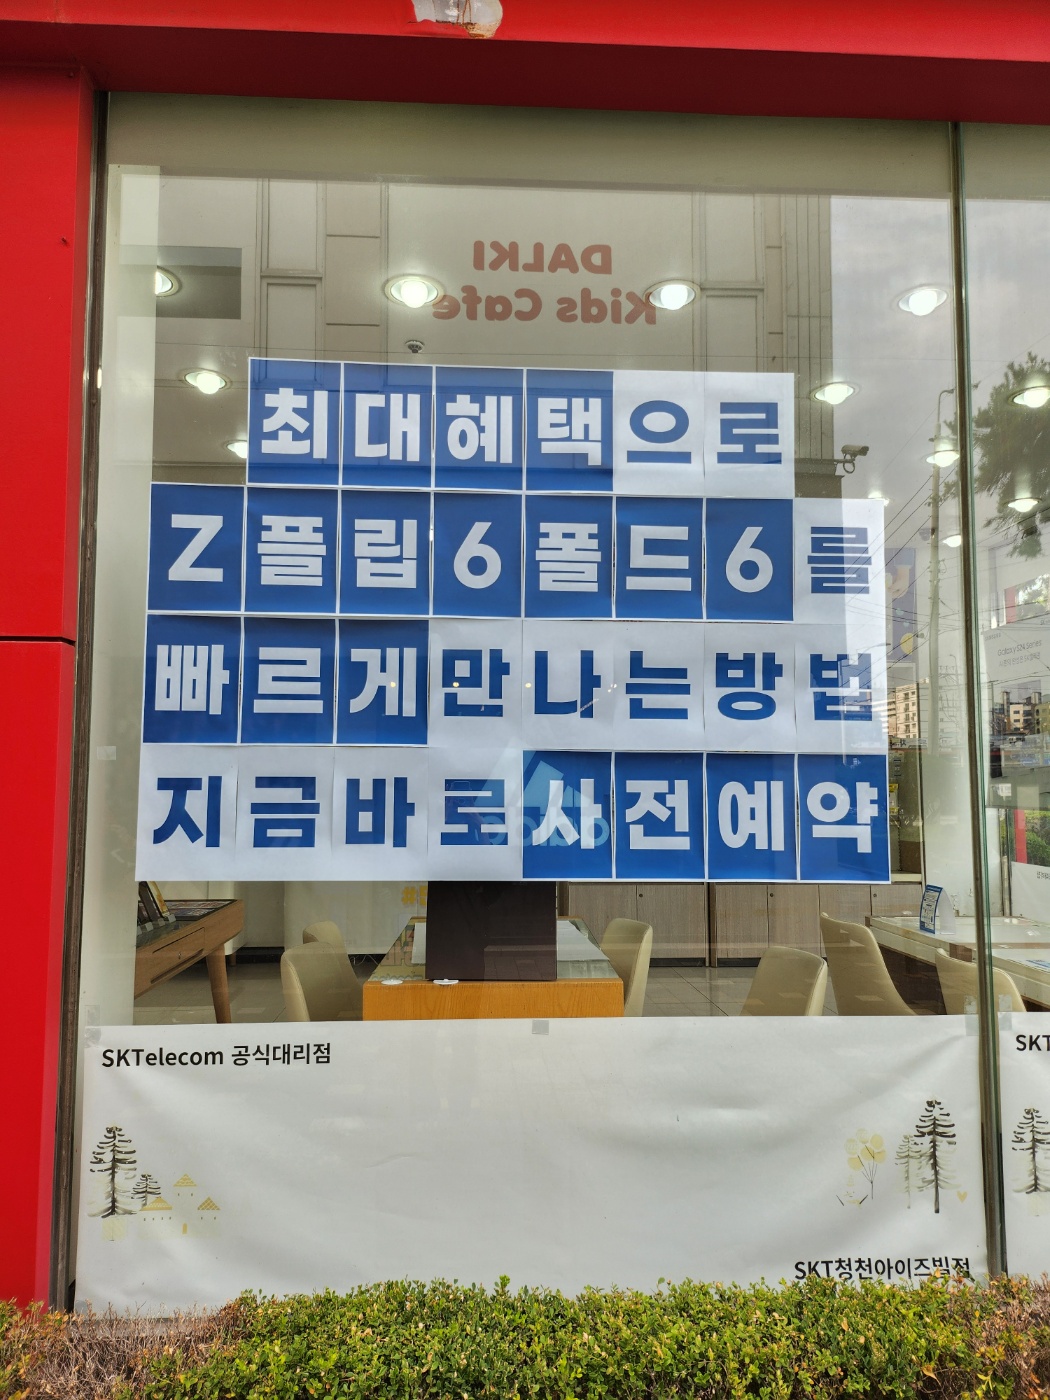 DALKI
Kids Cafe
최대혜택으로
Z플립6폴드6를
빠르게만나는방법
지금바로사전예약
SKTelecom 공식대리점
SKT
SKT청천아이즈빌점